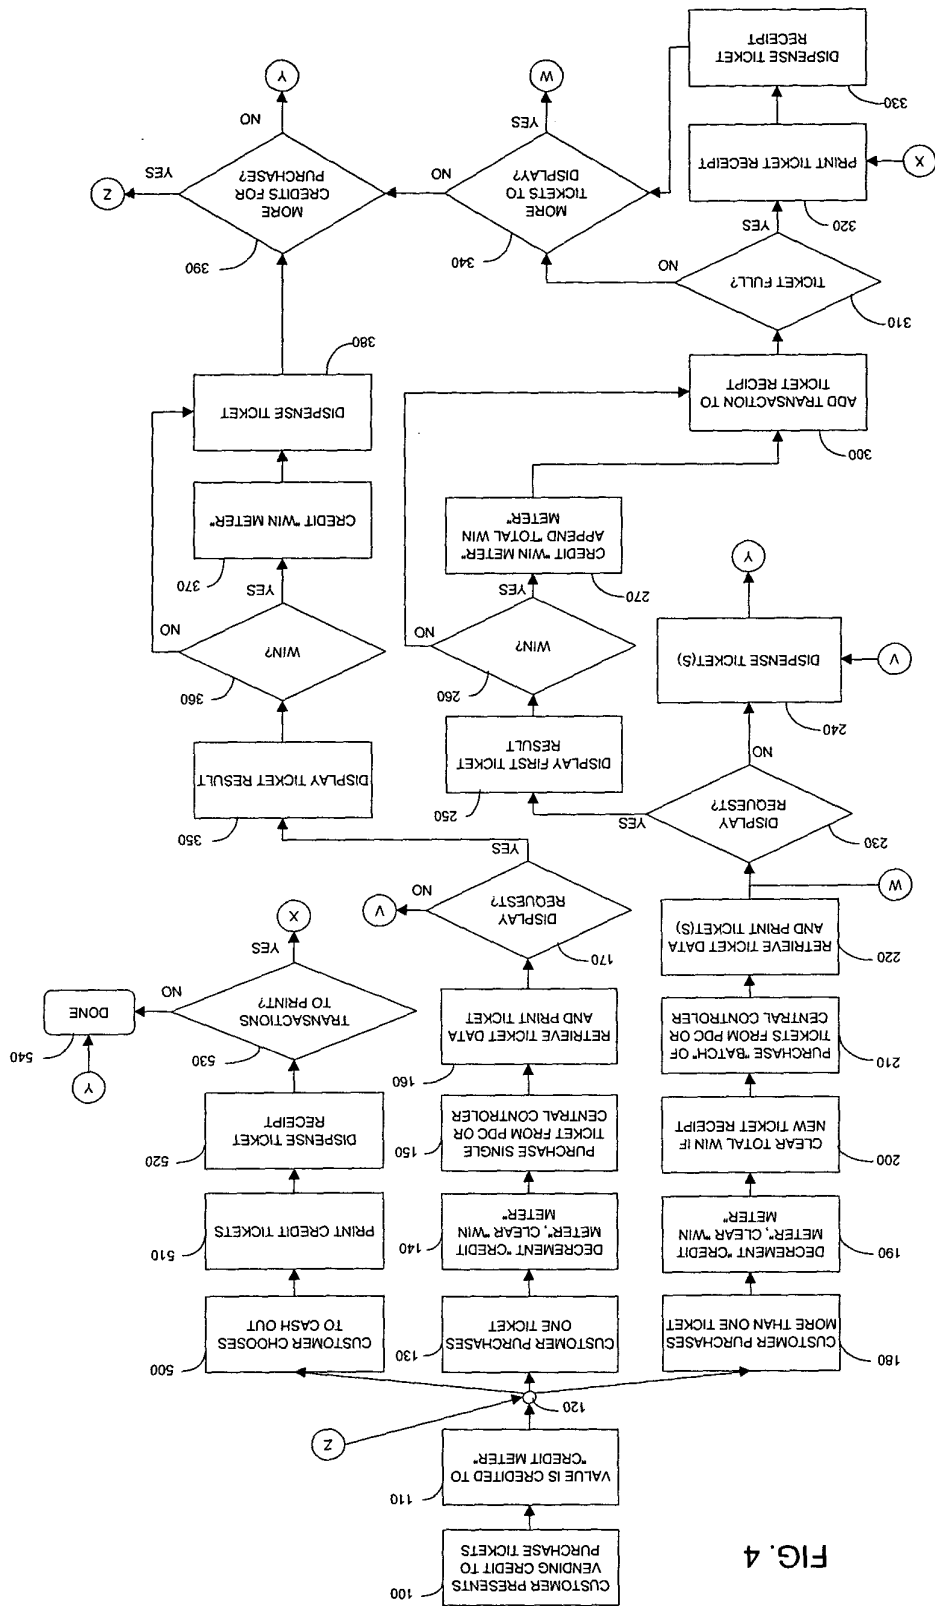 FIG. 4
100
CUSTOMER PRESENTS
VENDING CREDIT TO
PURCHASE TICKETS
110
VALUE IS CREDITED TO
"CREDIT METER"
Z
120
180
CUSTOMER PURCHASES
MORE THAN ONE TICKET
190
DECREMENT "CREDIT
METER", CLEAR "WIN
METER"
200
CLEAR TOTAL WIN IF
NEW TICKET RECEIPT
210
PURCHASE "BATCH" OF
TICKETS FROM PDC OR
CENTRAL CONTROLLER
220
RETRIEVE TICKET DATA
AND PRINT TICKET(S)
W
230
DISPLAY
REQUEST?
YES
NO
240
DISPENSE TICKET(S)
V
Y
130
CUSTOMER PURCHASES
ONE TICKET
140
DECREMENT "CREDIT
METER", CLEAR "WIN
METER"
150
PURCHASE SINGLE
TICKET FROM PDC OR
CENTRAL CONTROLER
160
RETRIEVE TICKET DATA
AND PRINT TICKET
170
DISPLAY
REQUEST?
NO
V
YES
500
CUSTOMER CHOOSES
TO CASH OUT
510
PRINT CREDIT TICKETS
520
DISPENSE TICKET
RECEIPT
530
TRANSACTIONS
TO PRINT?
NO
YES
X
Y
540
DONE
250
DISPLAY FIRST TICKET
RESULT
260
WIN?
NO
YES
270
CREDIT "WIN METER"
APPEND "TOTAL WIN
METER"
350
DISPLAY TICKET RESULT
360
WIN?
NO
YES
370
CREDIT "WIN METER"
380
DISPENSE TICKET
300
ADD TRANSACTION TO
TICKET RECIPT
310
TICKET FULL?
NO
YES
320
PRINT TICKET RECEIPT
X
330
DISPENSE TICKET
RECEIPT
340
MORE
TICKETS TO
DISPLAY?
NO
YES
W
390
MORE
CREDITS FOR
PURCHASE?
YES
Z
NO
Y